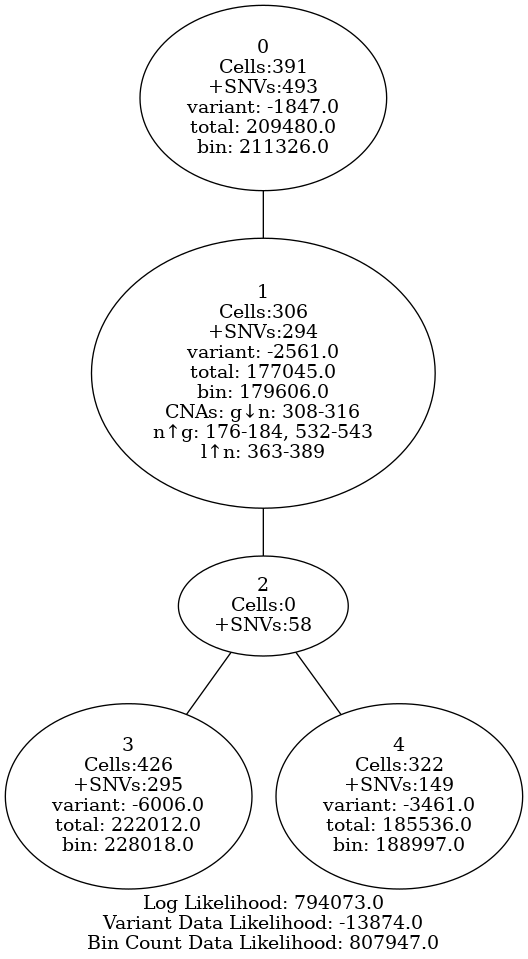 0
Cells:391
+SNVs:493
variant: -1847.0
total: 209480.0
bin: 211326.0
1
Cells:306
+SNVs:294
variant: -2561.0
total: 177045.0
bin: 179606.0
CNAs: g↓n: 308-316
n↑g: 176-184, 532-543
l↑n: 363-389
2
Cells:0
+SNVs:58
3
Cells:426
+SNVs:295
variant: -6006.0
total: 222012.0
bin: 228018.0
4
Cells:322
+SNVs:149
variant: -3461.0
total: 185536.0
bin: 188997.0
Log Likelihood: 794073.0
Variant Data Likelihood: -13874.0
Bin Count Data Likelihood: 807947.0